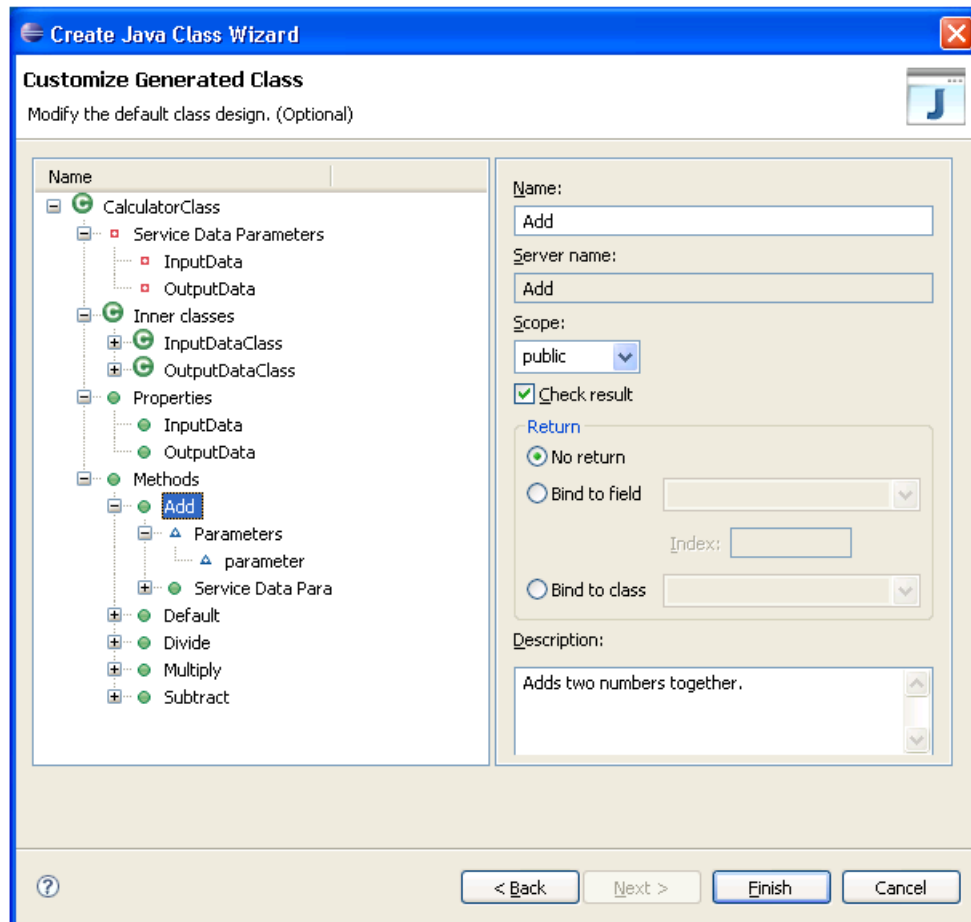 Create Java Class Wizard
Customize Generated Class
Modify the default class design. (Optional)
J
Name
CalculatorClass
Service Data Parameters
InputData
OutputData
Inner classes
InputDataClass
OutputDataClass
Properties
InputData
OutputData
Methods
Add
Parameters
parameter
Service Data Para
Default
Divide
Multiply
Subtract
Name:
Add
Server name:
Add
Scope:
public
Check result
Return
No return
Bind to field
Index:
Bind to class
Description:
Adds two numbers together.
?
< Back
Next >
Finish
Cancel